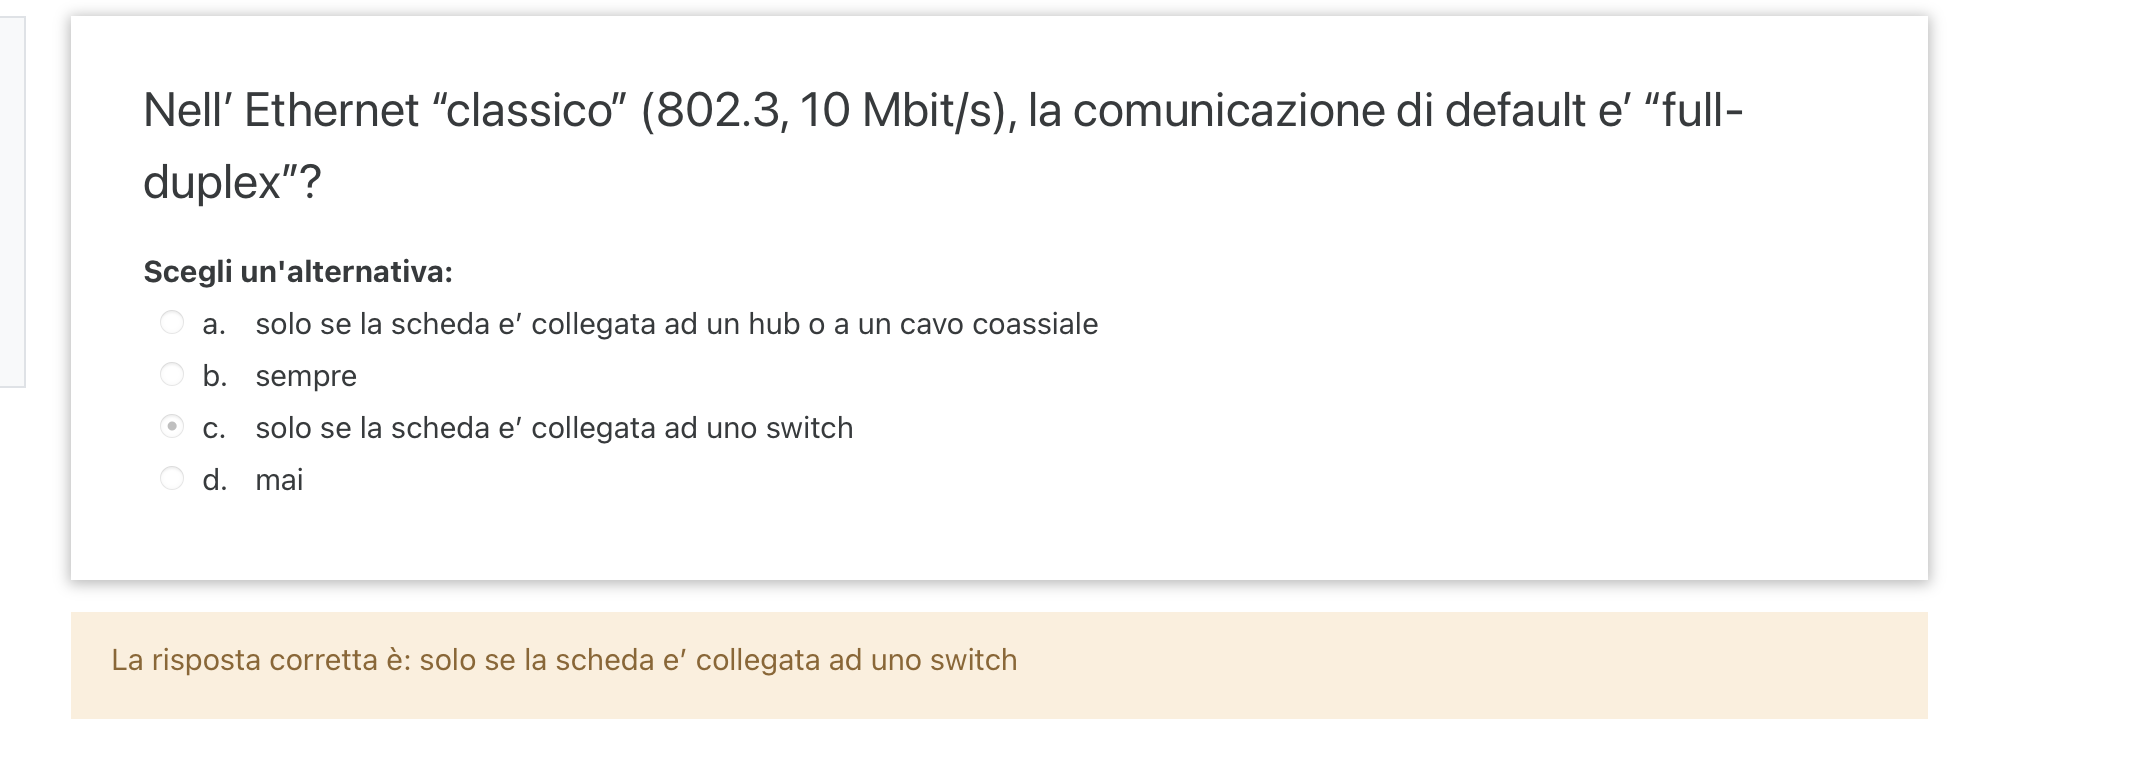 Nell’ Ethernet “classico” (802.3, 10 Mbit/s), la comunicazione di default e’ “full-
duplex”?
Scegli un'alternativa:
a. solo se la scheda e’ collegata ad un hub o a un cavo coassiale
b. sempre
c. solo se la scheda e’ collegata ad uno switch
d. mai
La risposta corretta è: solo se la scheda e’ collegata ad uno switch